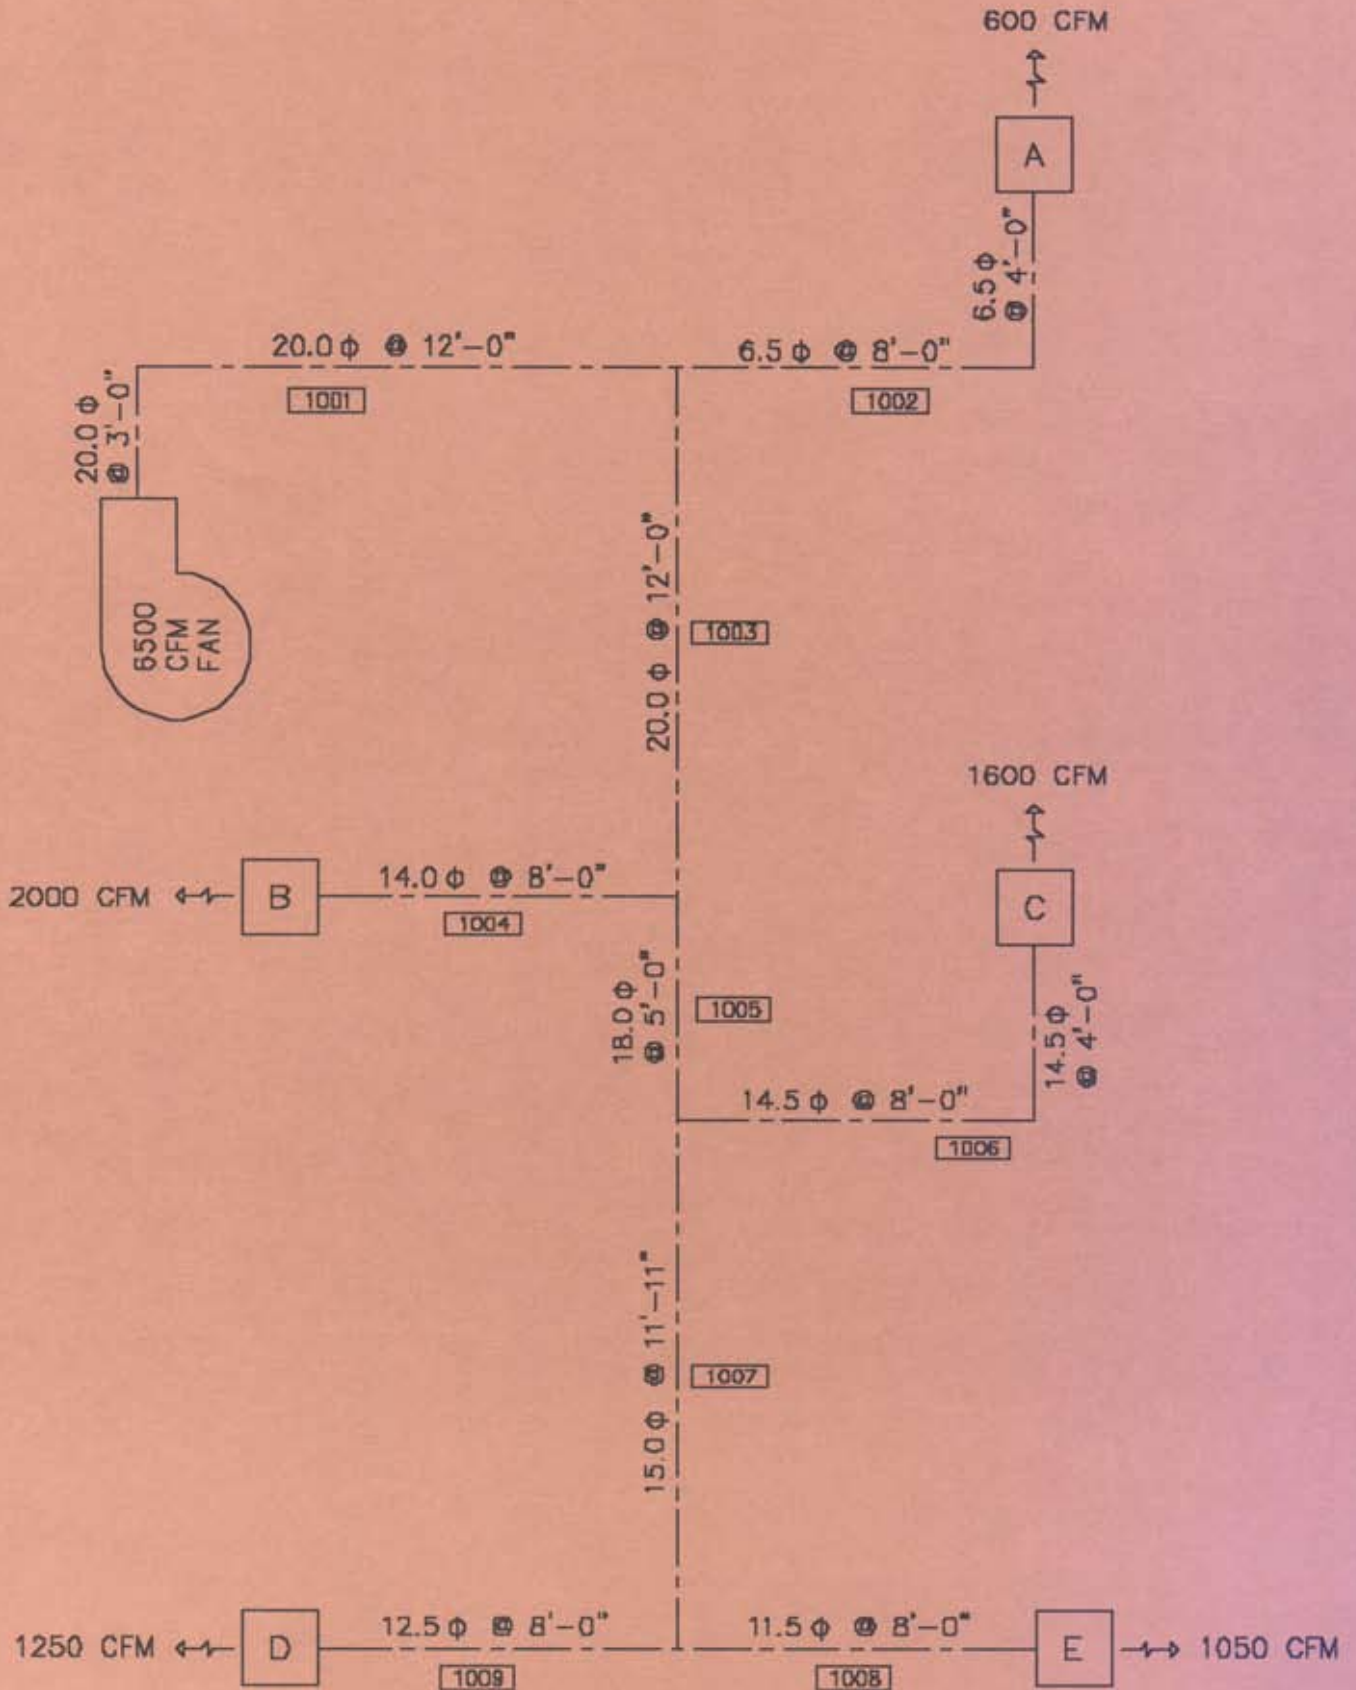 600 CFM
A
6.5 ϕ
@ 4'-0"
20.0 ϕ @ 12'-0"
6.5 ϕ @ 8'-0"
1001
1002
20.0 ϕ
@ 3'-0"
6500
CFM
FAN
20.0 ϕ @ 12'-0"
1003
1600 CFM
C
2000 CFM
B
14.0 ϕ @ 8'-0"
1004
18.0 ϕ
@ 5'-0"
1005
14.5 ϕ
@ 4'-0"
14.5 ϕ @ 8'-0"
1006
15.0 ϕ @ 11'-11"
1007
1250 CFM
D
12.5 ϕ @ 8'-0"
1009
11.5 ϕ @ 8'-0"
1008
E
1050 CFM